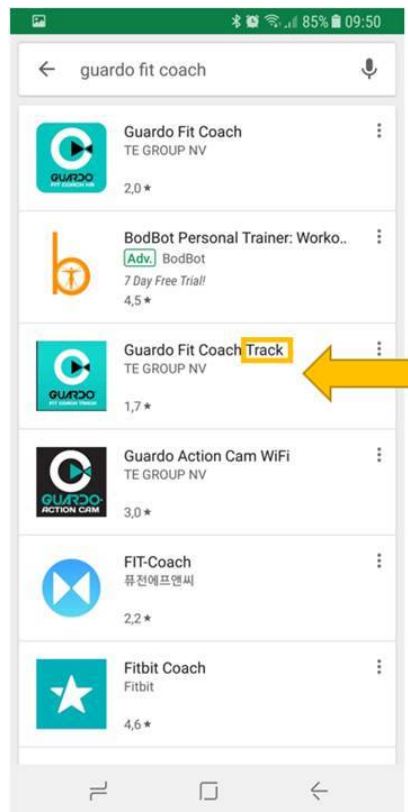 85% 09:50
guardo fit coach
Guardo Fit Coach
TE GROUP NV
GUARDO
FIT COACH HR
2,0 ★
BodBot Personal Trainer: Worko..
Adv. BodBot
7 Day Free Trial!
4,5 ★
Guardo Fit Coach Track
TE GROUP NV
GUARDO
FIT COACH TRACK
1,7 ★
Guardo Action Cam WiFi
TE GROUP NV
GUARDO
ACTION CAM
3,0 ★
FIT-Coach
퓨전에프앤씨
2,2 ★
Fitbit Coach
Fitbit
4,6 ★